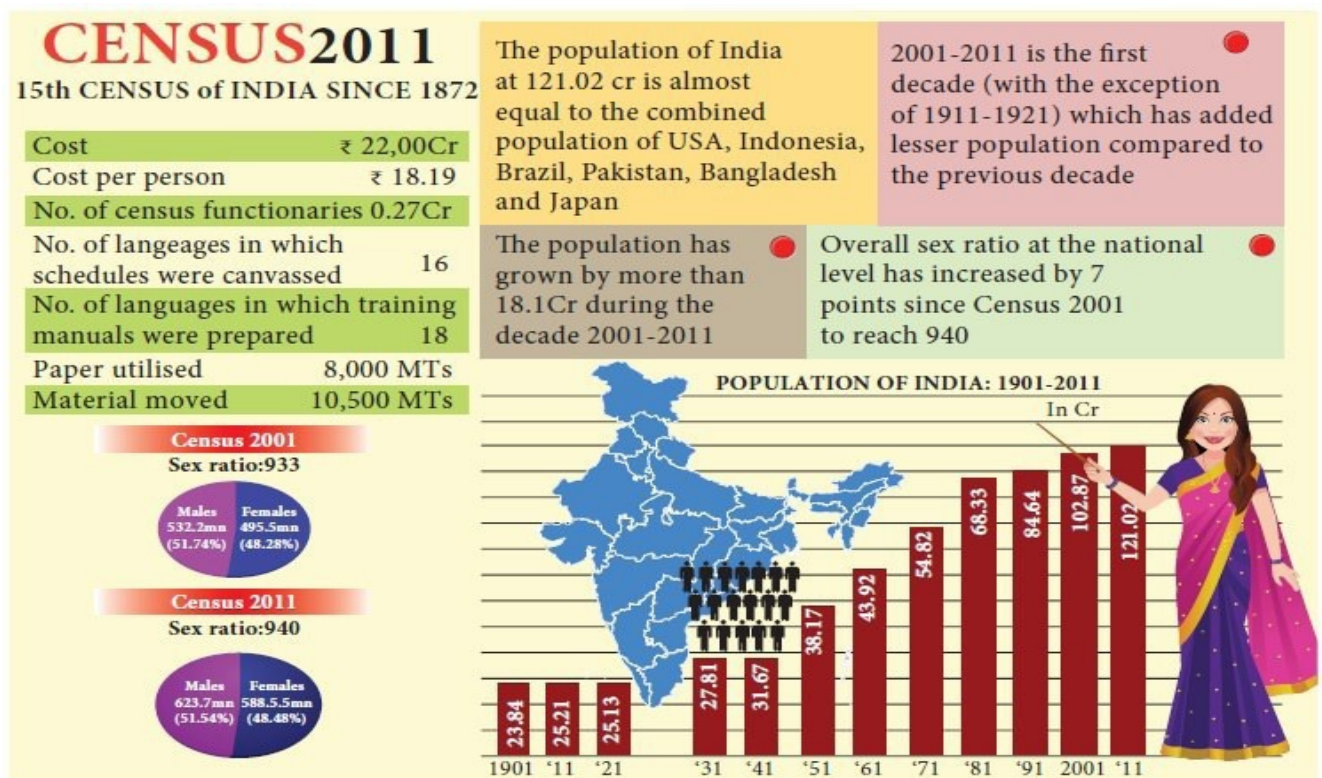 CENSUS2011
15th CENSUS of INDIA SINCE 1872
Cost ₹ 22,00Cr
Cost per person ₹ 18.19
No. of census functionaries 0.27Cr
No. of langeages in which
schedules were canvassed 16
No. of languages in which training
manuals were prepared 18
Paper utilised 8,000 MTs
Material moved 10,500 MTs
Census 2001
Sex ratio:933
Males Females
532.2mn 495.5mn
(51.74%) (48.28%)
Census 2011
Sex ratio:940
Males Females
623.7mn 588.5.5mn
(51.54%) (48.48%)
The population of India
at 121.02 cr is almost
equal to the combined
population of USA, Indonesia,
Brazil, Pakistan, Bangladesh
and Japan
2001-2011 is the first
decade (with the exception
of 1911-1921) which has added
lesser population compared to
the previous decade
The population has
grown by more than
18.1Cr during the
decade 2001-2011
Overall sex ratio at the national
level has increased by 7
points since Census 2001
to reach 940
POPULATION OF INDIA: 1901-2011
In Cr
23.84 25.21 25.13 27.81 31.67 38.17 43.92 54.82 68.33 84.64 102.87 121.02
1901 ‘11 ‘21 ‘31 ‘41 ‘51 ‘61 ‘71 ‘81 ‘91 2001 ‘11